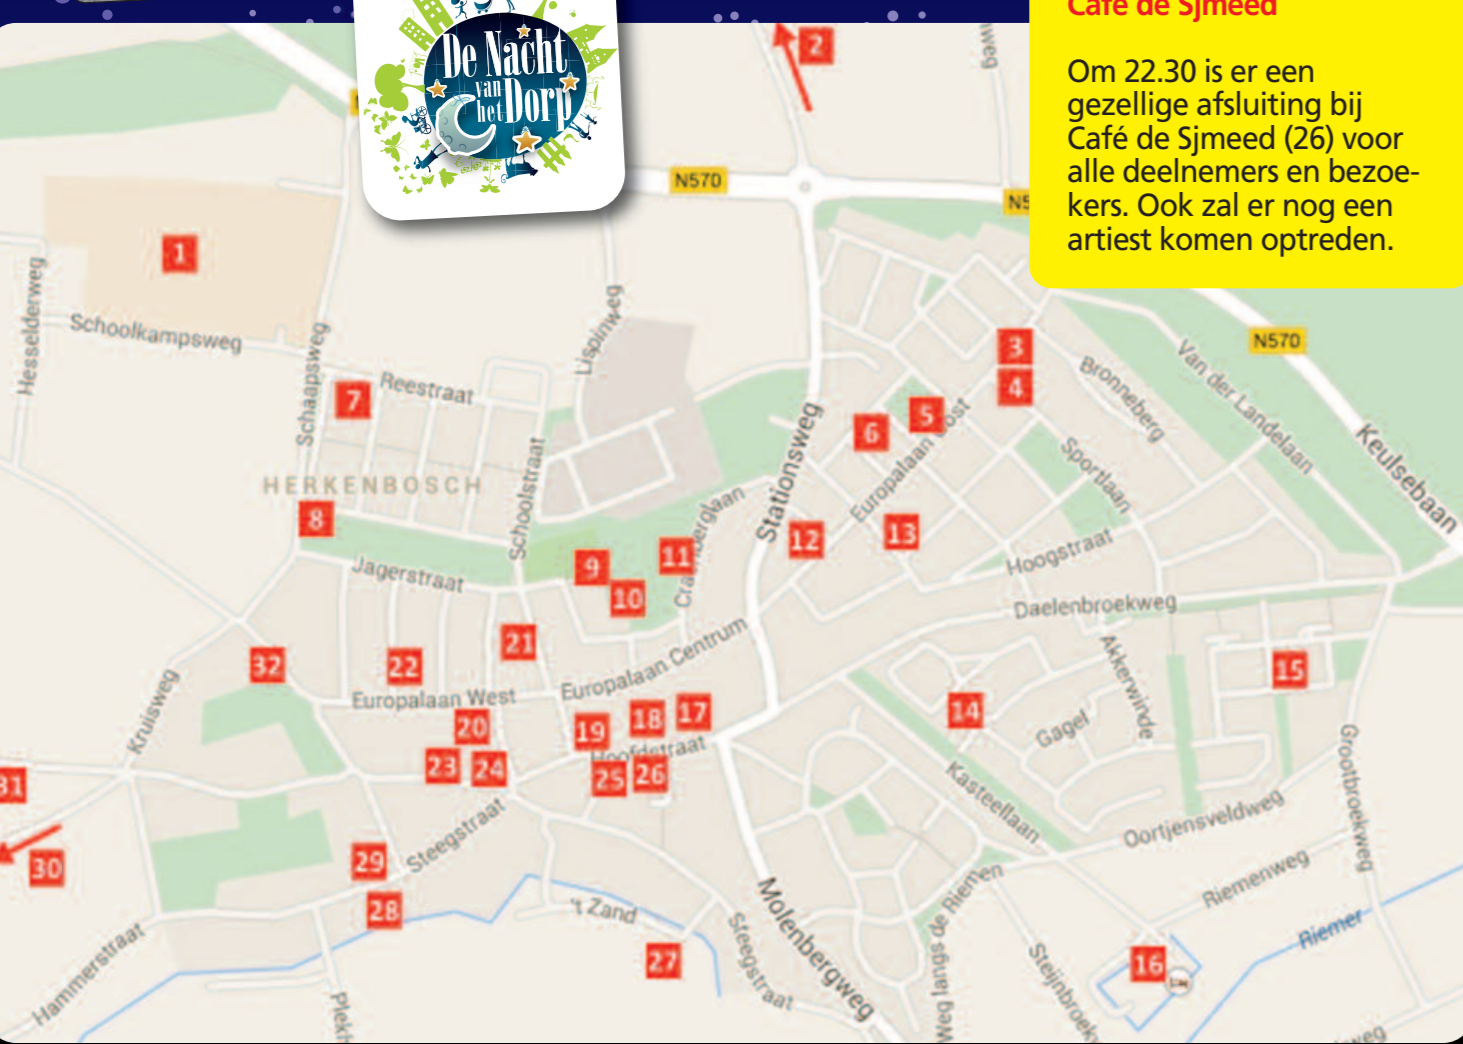 De Nacht
van
het Dorp
Café de Sjmeed
Om 22.30 is er een
gezellige afsluiting bij
Café de Sjmeed (26) voor
alle deelnemers en bezoe-
kers. Ook zal er nog een
artiest komen optreden.
2
weg
N570
1
Hesselderweg
Schoolkampsweg
Schaapsweg
Lispinweg
N570
3
4
Bronneberg
Van der Landelaan
Keulsebaan
7
Reestraat
5
6
Europalaan Oost
Stationsweg
Sportlaan
HERKENBOSCH
Schoolstraat
8
9
10
11
12
13
Hoogstraat
Jagerstraat
Daelenbroekweg
21
22
32
Europalaan West
Europalaan Centrum
Akkerwinde
15
14
Gagel
Kruisweg
20
19
18
17
Hoofdstraat
23
24
25
26
31
30
Kasteellaan
Oortjensveldweg
Grootbroekweg
Steegstraat
29
28
't Zand
27
Molenbergweg
Steegstraat
Weg langs de Riemen
Riemenweg
Riemer
16
Hammerstraat
weg